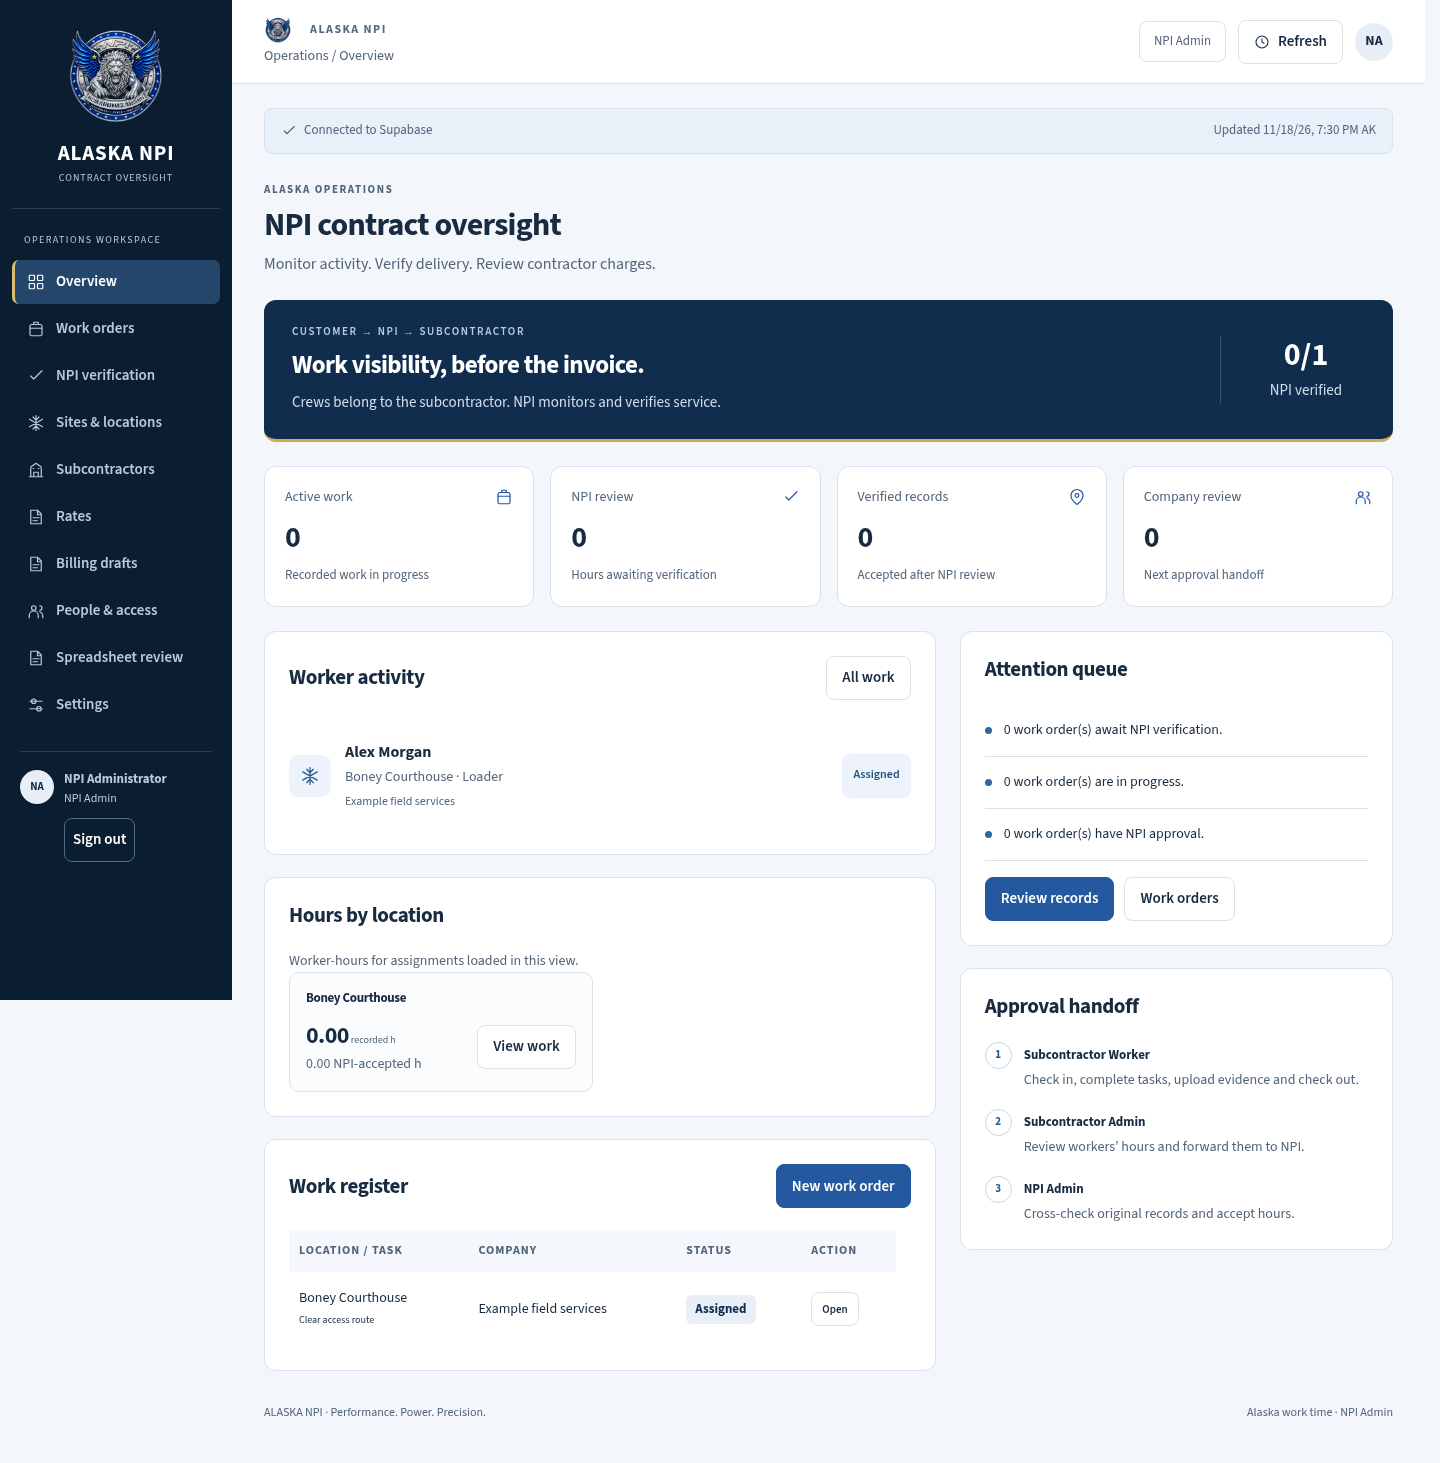 ALASKA NPI
CONTRACT OVERSIGHT
OPERATIONS WORKSPACE
Overview
Work orders
NPI verification
Sites & locations
Subcontractors
Rates
Billing drafts
People & access
Spreadsheet review
Settings
NA
NPI Administrator
NPI Admin
Sign out
ALASKA NPI
Operations / Overview
NPI Admin
Refresh
NA
Connected to Supabase
Updated 11/18/26, 7:30 PM AK
ALASKA OPERATIONS
NPI contract oversight
Monitor activity. Verify delivery. Review contractor charges.
CUSTOMER → NPI → SUBCONTRACTOR
Work visibility, before the invoice.
Crews belong to the subcontractor. NPI monitors and verifies service.
0/1
NPI verified
Active work
0
Recorded work in progress
NPI review
0
Hours awaiting verification
Verified records
0
Accepted after NPI review
Company review
0
Next approval handoff
Worker activity
All work
Alex Morgan
Boney Courthouse · Loader
Example field services
Assigned
Hours by location
Worker-hours for assignments loaded in this view.
Boney Courthouse
0.00 recorded h
0.00 NPI-accepted h
View work
Work register
New work order
LOCATION / TASK COMPANY STATUS ACTION
Boney Courthouse
Clear access route
Example field services
Assigned
Open
Attention queue
0 work order(s) await NPI verification.
0 work order(s) are in progress.
0 work order(s) have NPI approval.
Review records
Work orders
Approval handoff
1
Subcontractor Worker
Check in, complete tasks, upload evidence and check out.
2
Subcontractor Admin
Review workers’ hours and forward them to NPI.
3
NPI Admin
Cross-check original records and accept hours.
ALASKA NPI · Performance. Power. Precision.
Alaska work time · NPI Admin